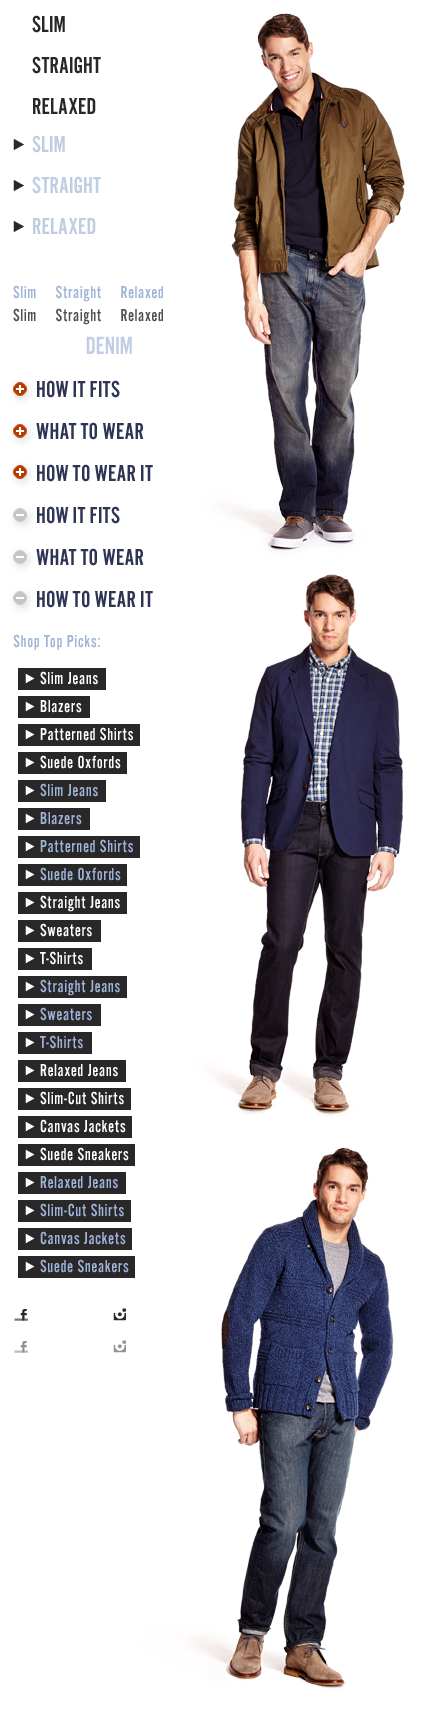 SLIM
STRAIGHT
RELAXED
SLIM
STRAIGHT
RELAXED
Slim Straight Relaxed
Slim Straight Relaxed
DENIM
HOW IT FITS
WHAT TO WEAR
HOW TO WEAR IT
HOW IT FITS
WHAT TO WEAR
HOW TO WEAR IT
Shop Top Picks:
Slim Jeans
Blazers
Patterned Shirts
Suede Oxfords
Slim Jeans
Blazers
Patterned Shirts
Suede Oxfords
Straight Jeans
Sweaters
T-Shirts
Straight Jeans
Sweaters
T-Shirts
Relaxed Jeans
Slim-Cut Shirts
Canvas Jackets
Suede Sneakers
Relaxed Jeans
Slim-Cut Shirts
Canvas Jackets
Suede Sneakers